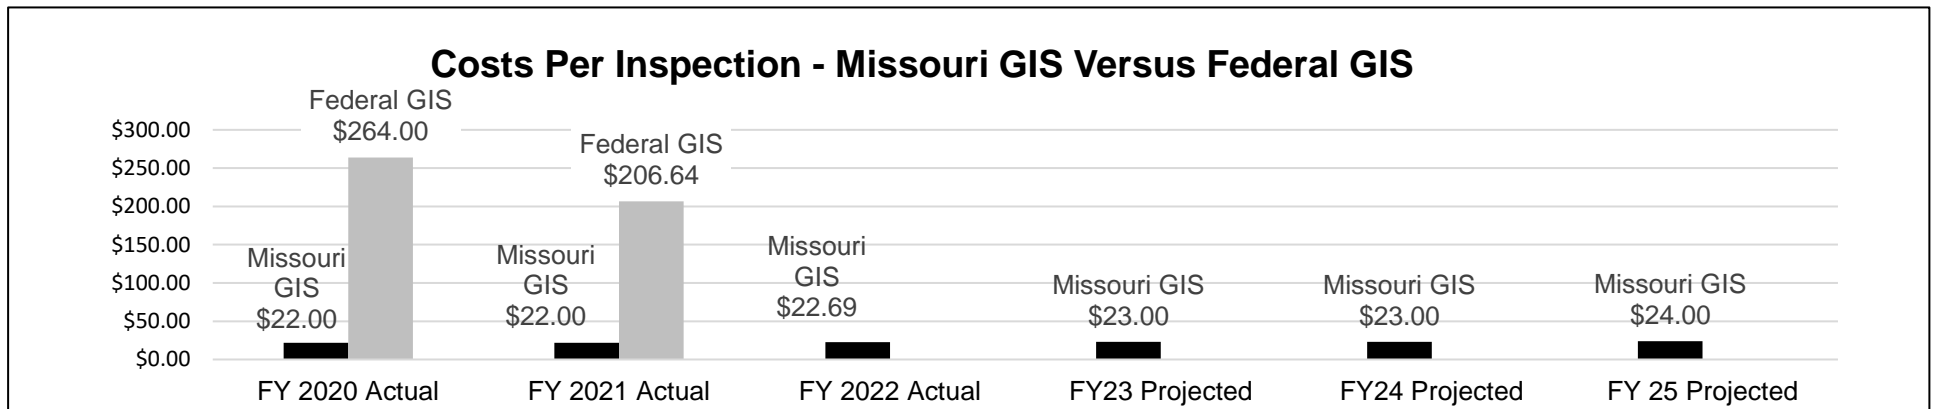 Costs Per Inspection - Missouri GIS Versus Federal GIS
$300.00
$250.00
$200.00
$150.00
$100.00
$50.00
$0.00
Federal GIS
$264.00
Missouri
GIS
$22.00
Federal GIS
$206.64
Missouri
GIS
$22.00
Missouri
GIS
$22.69
Missouri GIS
$23.00
Missouri GIS
$23.00
Missouri GIS
$24.00
FY 2020 Actual
FY 2021 Actual
FY 2022 Actual
FY23 Projected
FY24 Projected
FY 25 Projected